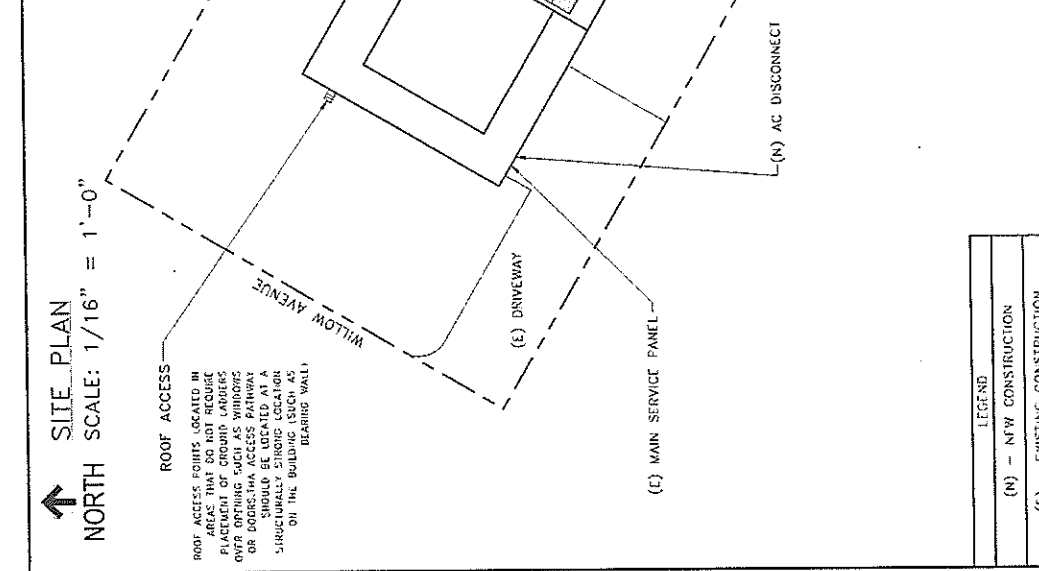 SITE PLAN
NORTH SCALE: 1/16" = 1'-0"
ROOF ACCESS
ROOF ACCESS POINTS LOCATED IN
AREAS THAT DO NOT REQUIRE
PLACEMENT OF GROUND LADDERS
OVER OPENING SUCH AS WINDOWS
OR DOORS.THA ACCESS PATHWAY
SHOULD BE LOCATED AT A
STRUCTURALLY STRONG LOCATION
ON THE BUILDING (SUCH AS
BEARING WALL)
WILLOW AVENUE
(E) DRIVEWAY
(E) MAIN SERVICE PANEL
(N) AC DISCONNECT
LEGEND
(N) - NEW CONSTRUCTION
(E) - EXISTING CONSTRUCTION